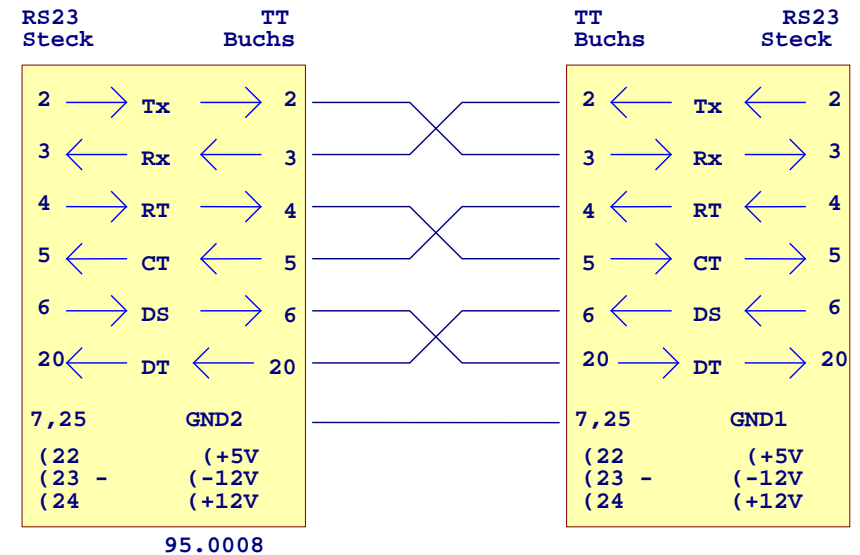 RS23 TT TT RS23
Steck Buchs Buchs Steck
2 Tx 2 2 Tx 2
3 Rx 3 3 Rx 3
4 RT 4 4 RT 4
5 CT 5 5 CT 5
6 DS 6 6 DS 6
20 DT 20 20 DT 20
7,25 GND2 7,25 GND1
(22 (+5V (22 (+5V
(23 - (-12V (23 - (-12V
(24 (+12V (24 (+12V
95.0008